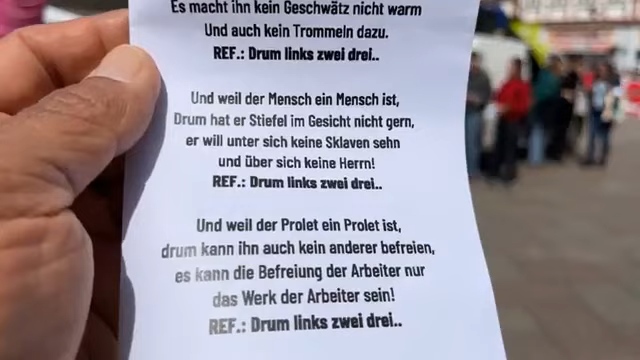 Es macht ihn kein Geschwätz nicht warm
Und auch kein Trommeln dazu.
REF.: Drum links zwei drei..
Und weil der Mensch ein Mensch ist,
Drum hat er Stiefel im Gesicht nicht gern,
er will unter sich keine Sklaven sehn
und über sich keine Herrn!
REF.: Drum links zwei drei..
Und weil der Prolet ein Prolet ist,
drum kann ihn auch kein anderer befreien,
es kann die Befreiung der Arbeiter nur
das Werk der Arbeiter sein!
REF.: Drum links zwei drei..